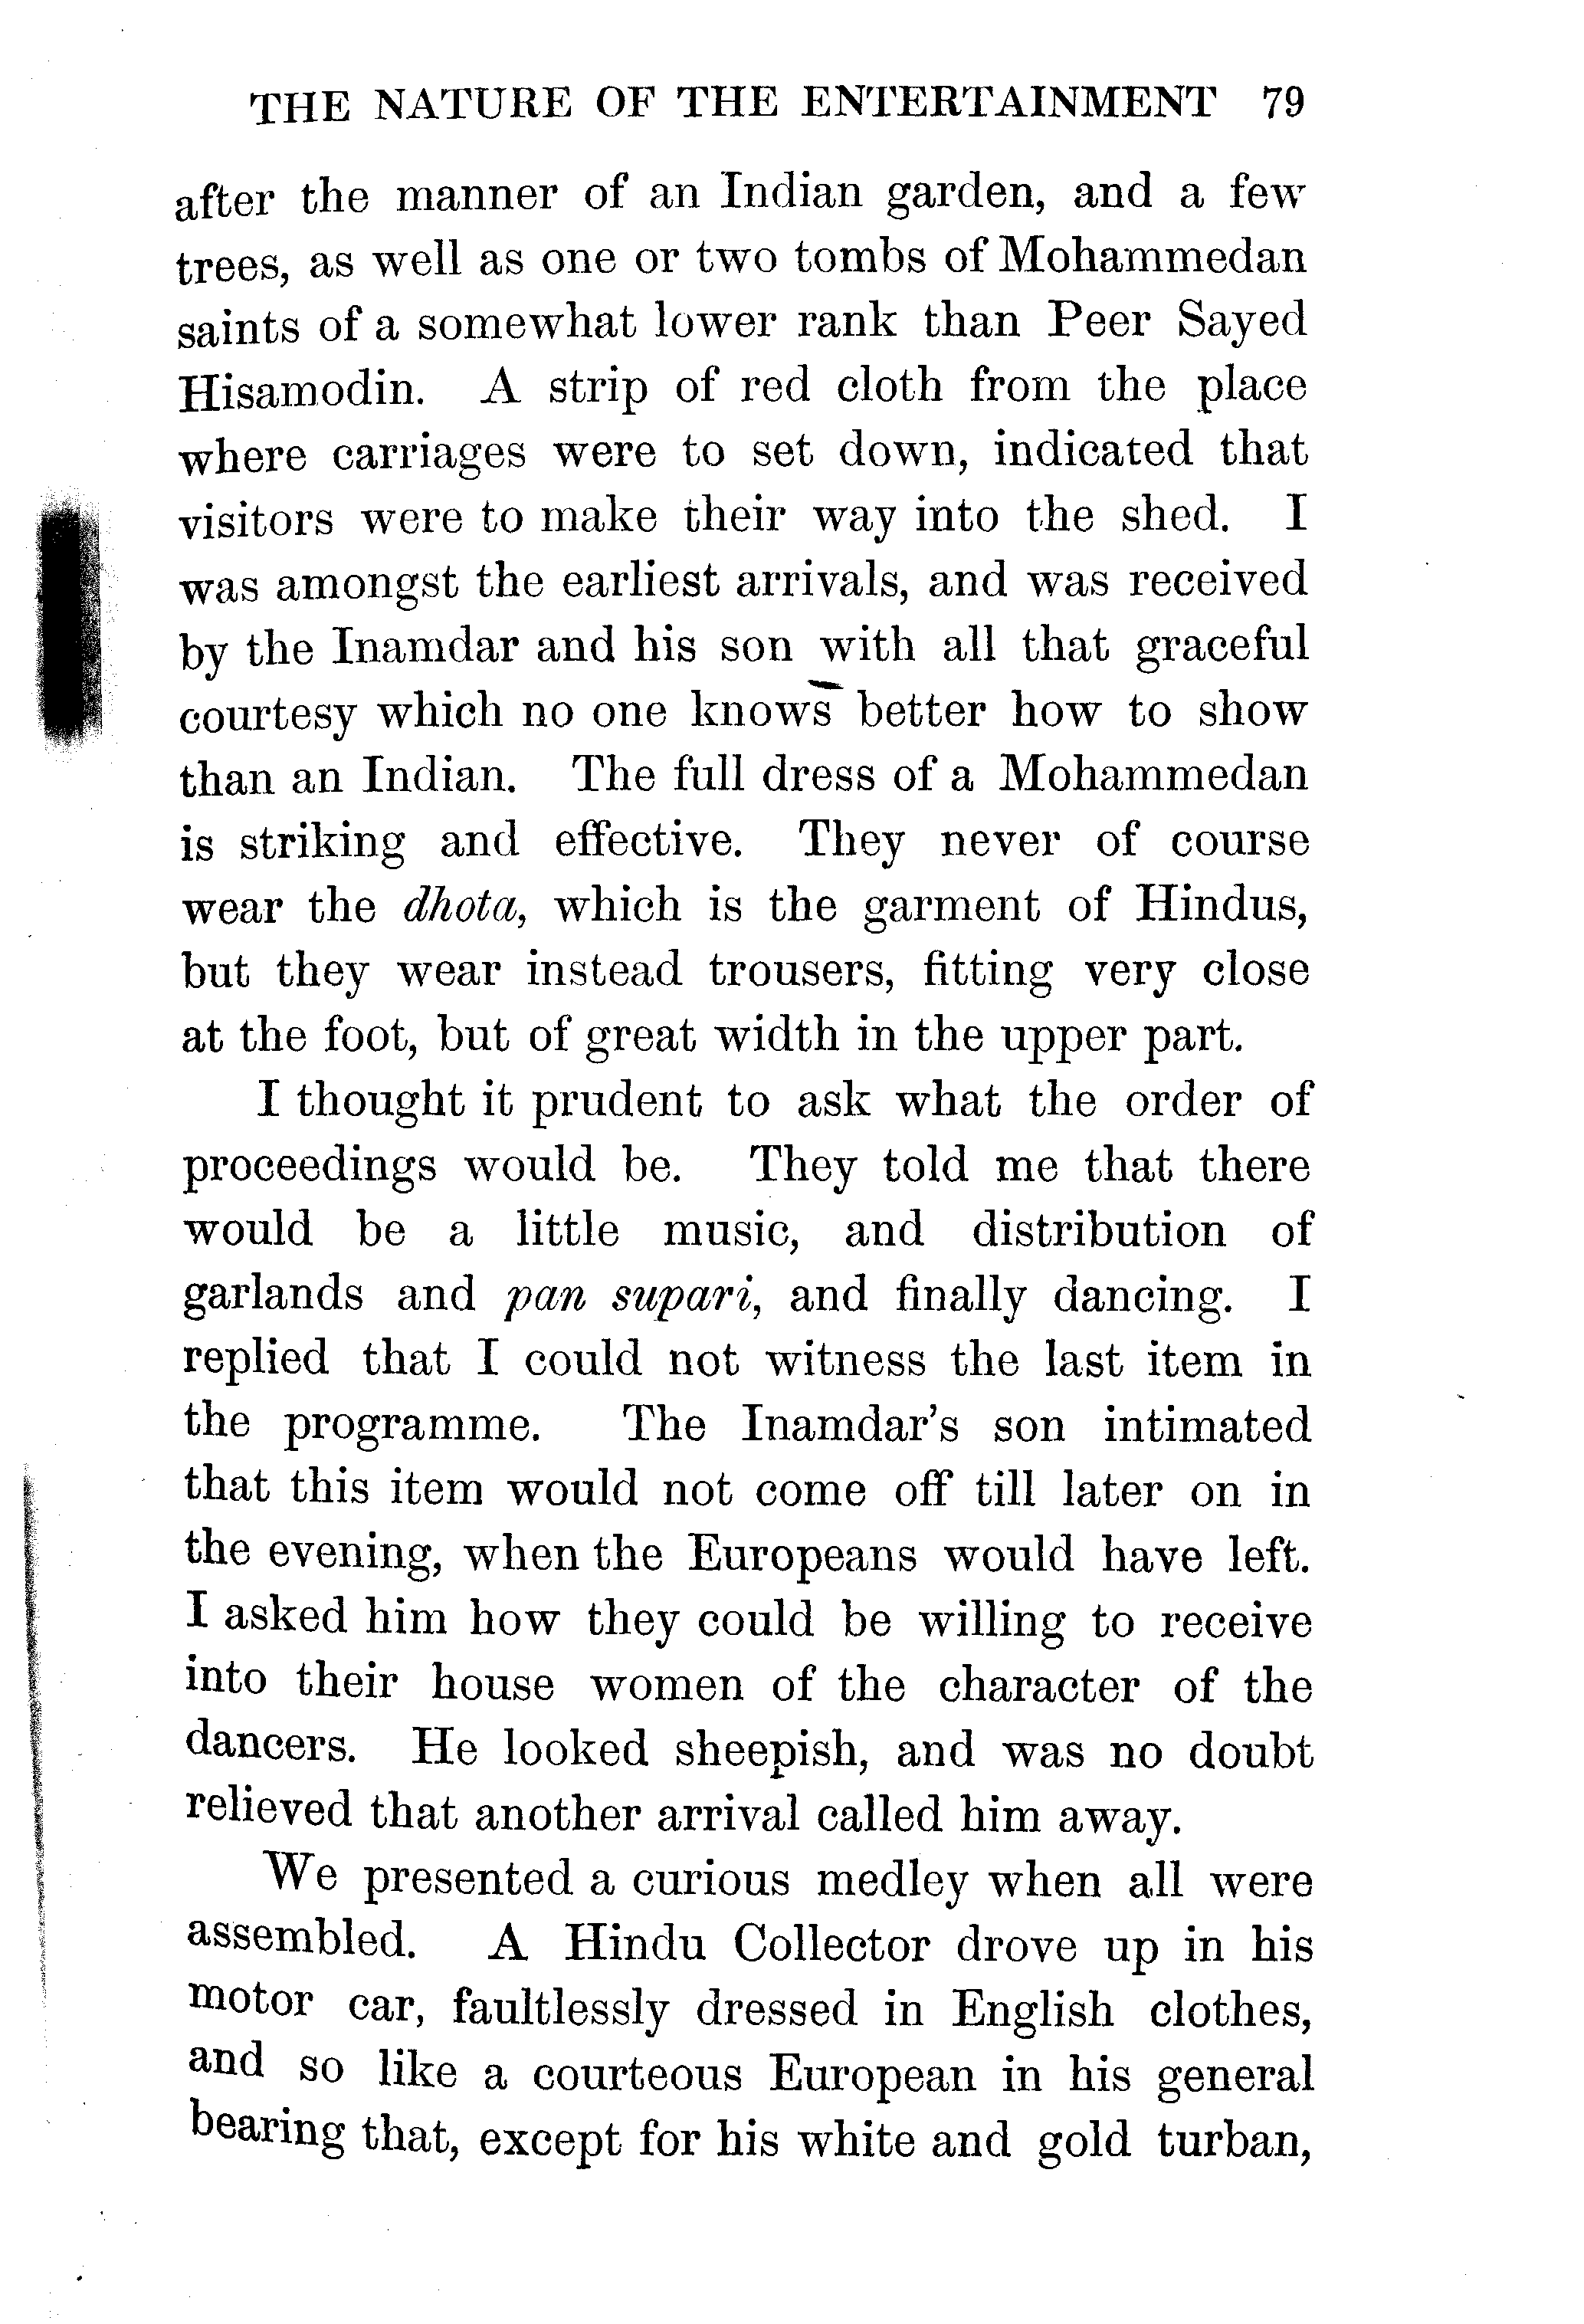 THE NATURE OF THE ENTERTAINMENT 79
after the manner of an Indian garden, and a few
trees, as well as one or two tombs of Mohammedan
saints of a somewhat lower rank than Peer Sayed
Hisamodin. A strip of red cloth from the place
where carriages were to set down, indicated that
visitors were to make their way into the shed. I
was amongst the earliest arrivals, and was received
by the Inamdar and his son with all that graceful
courtesy which no one knows better how to show
than an Indian. The full dress of a Mohammedan
is striking and effective. They never of course
wear the dhota, which is the garment of Hindus,
but they wear instead trousers, fitting very close
at the foot, but of great width in the upper part.
I thought it prudent to ask what the order of
proceedings would be. They told me that there
would be a little music, and distribution of
garlands and pan supari, and finally dancing. I
replied that I could not witness the last item in
the programme. The Inamdar's son intimated
that this item would not come off till later on in
the evening, when the Europeans would have left.
I asked him how they could be willing to receive
into their house women of the character of the
dancers. He looked sheepish, and was no doubt
relieved that another arrival called him away.
We presented a curious medley when all were
assembled. A Hindu Collector drove up in his
motor car, faultlessly dressed in English clothes,
and so like a courteous European in his general
bearing that, except for his white and gold turban,